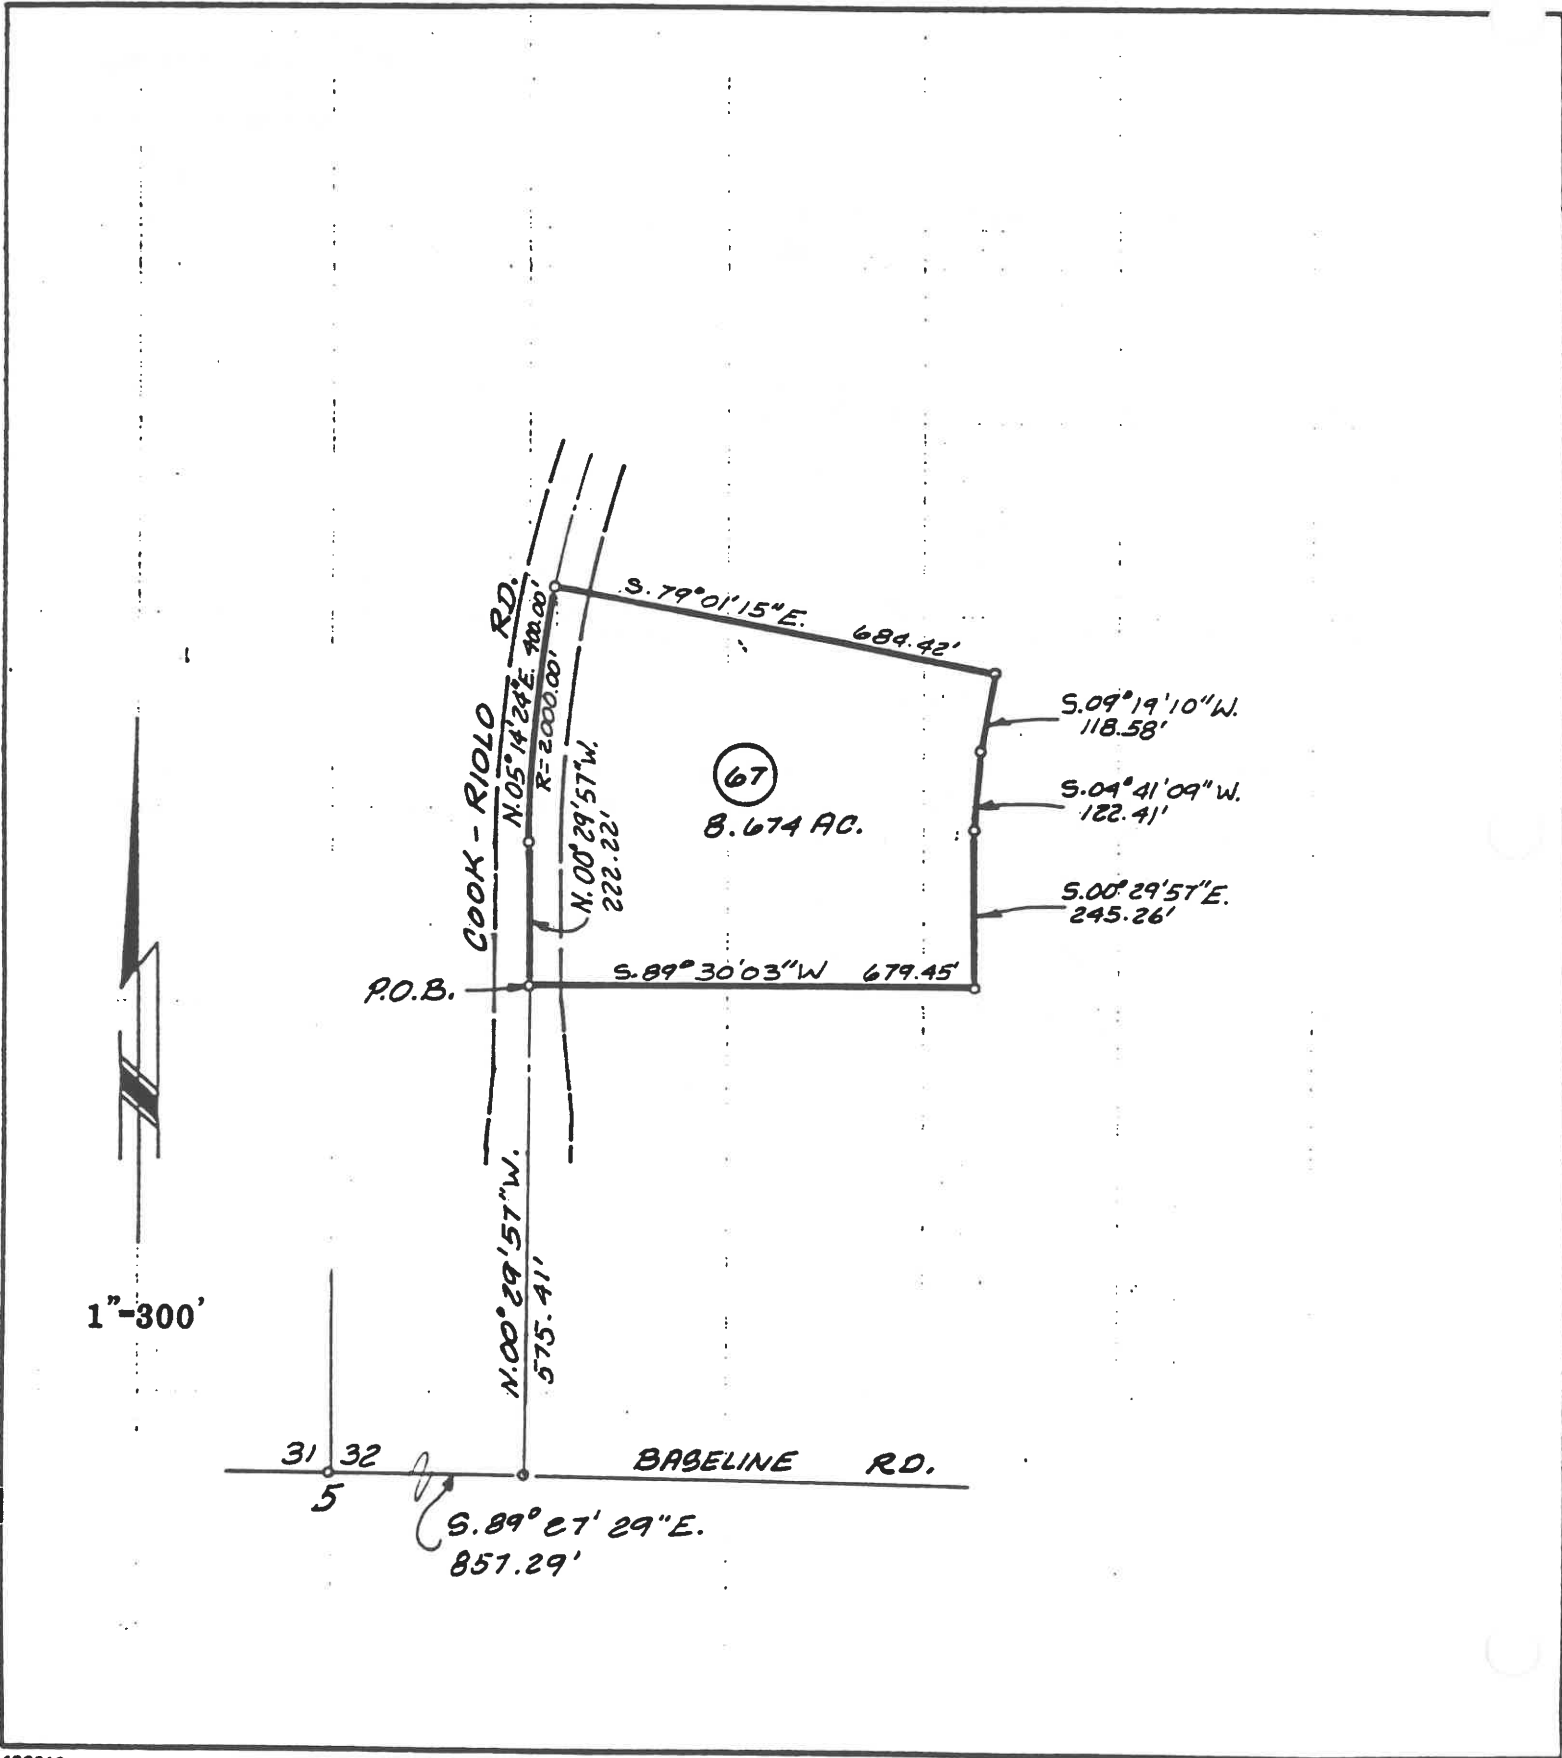 COOK - RIOLO RD.
N.05°14'24"E. 400.00'
R=2000.00'
S.79°01'15"E. 684.42'
S.09°19'10"W.
118.58'
67
8.674 AC.
S.04°41'09"W.
122.41'
N.00°29'57"W.
222.22'
S.00°29'57"E.
245.26'
S.89°30'03"W 679.45'
P.O.B.
N.00°29'57"W.
575.41'
1"-300'
31 32
5
BASELINE RD.
S.89°27'29"E.
857.29'